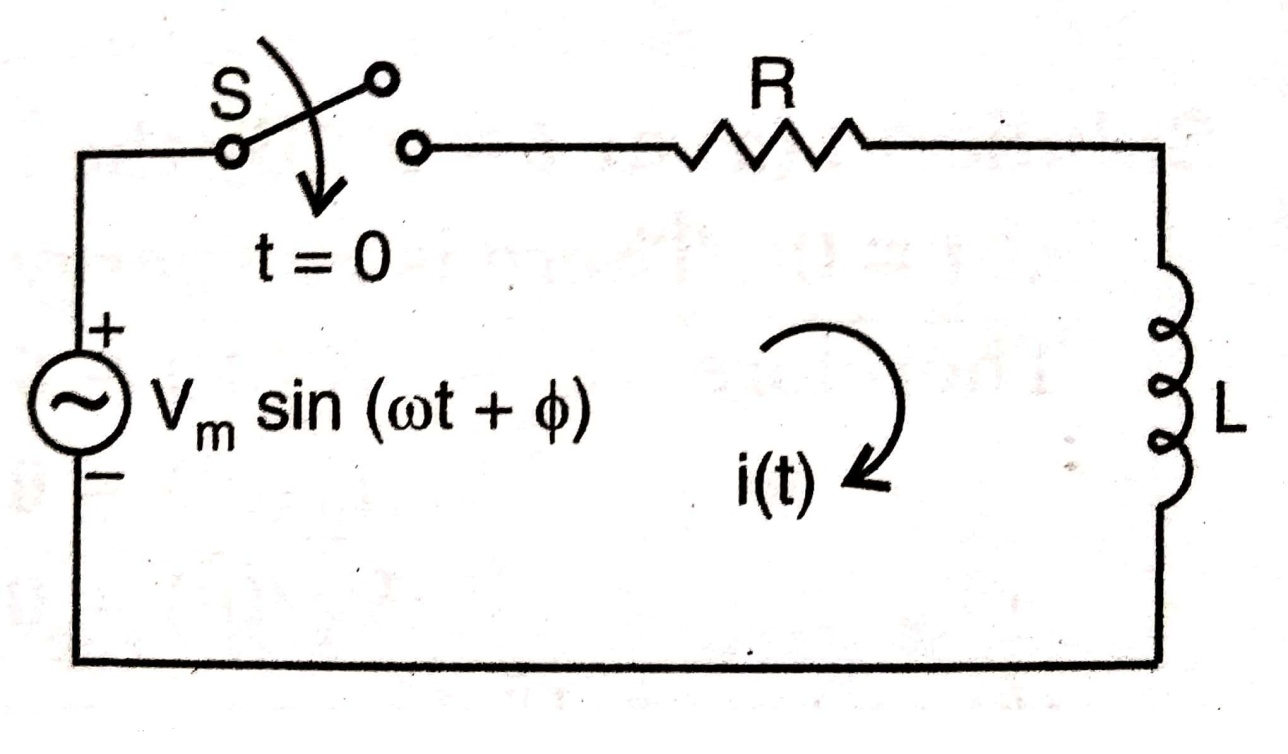 S
R
t = 0
+
V_m sin (ωt + ϕ)
L
i(t)
−